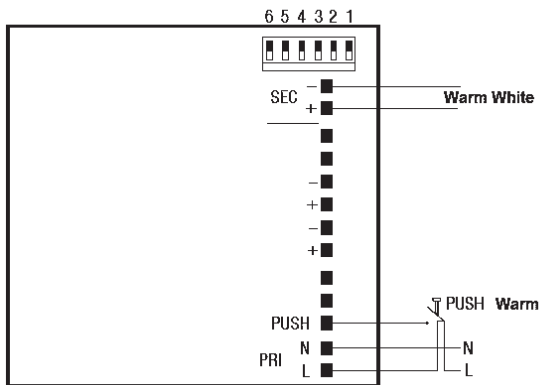 6 5 4 3 2 1
−
SEC
+
Warm White
−
+
−
+
PUSH
PUSH Warm
N
N
PRI
L
L